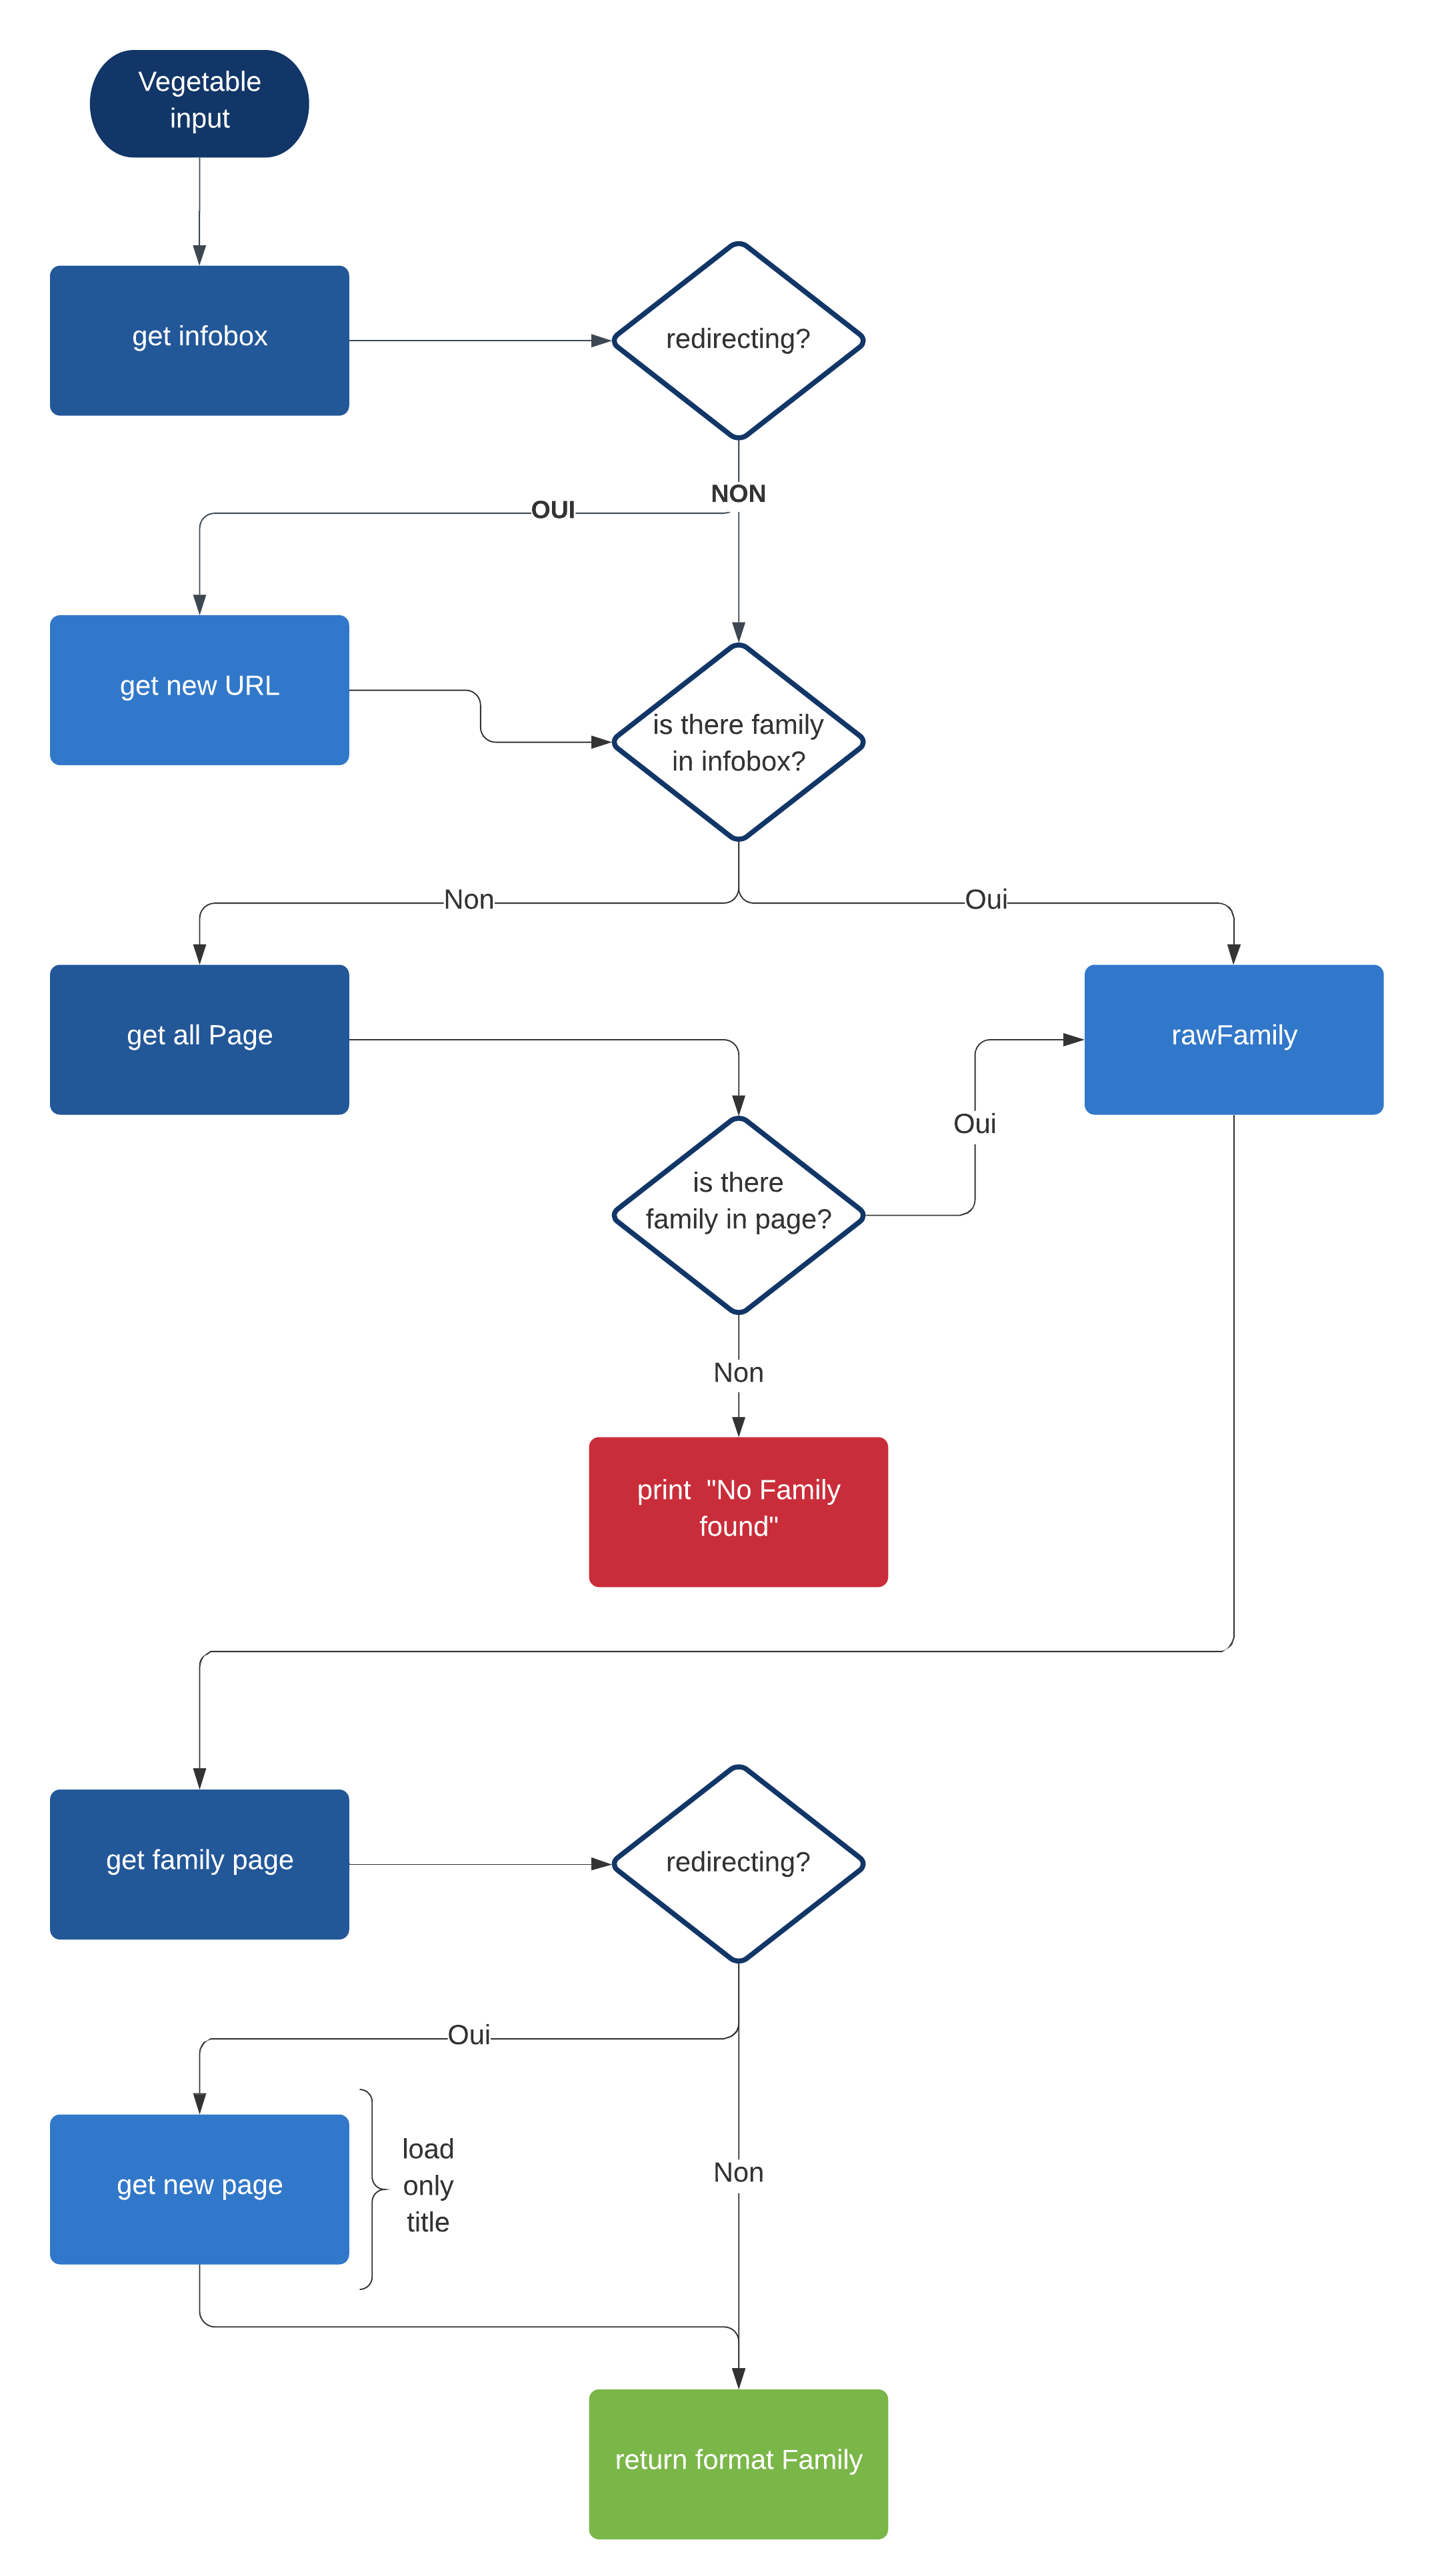 Vegetable
input
get infobox
redirecting?
NON
OUI
get new URL
is there family
in infobox?
Non
Oui
get all Page
rawFamily
Oui
is there
family in page?
Non
print  "No Family
found"
get family page
redirecting?
Oui
load
only
title
get new page
Non
return format Family